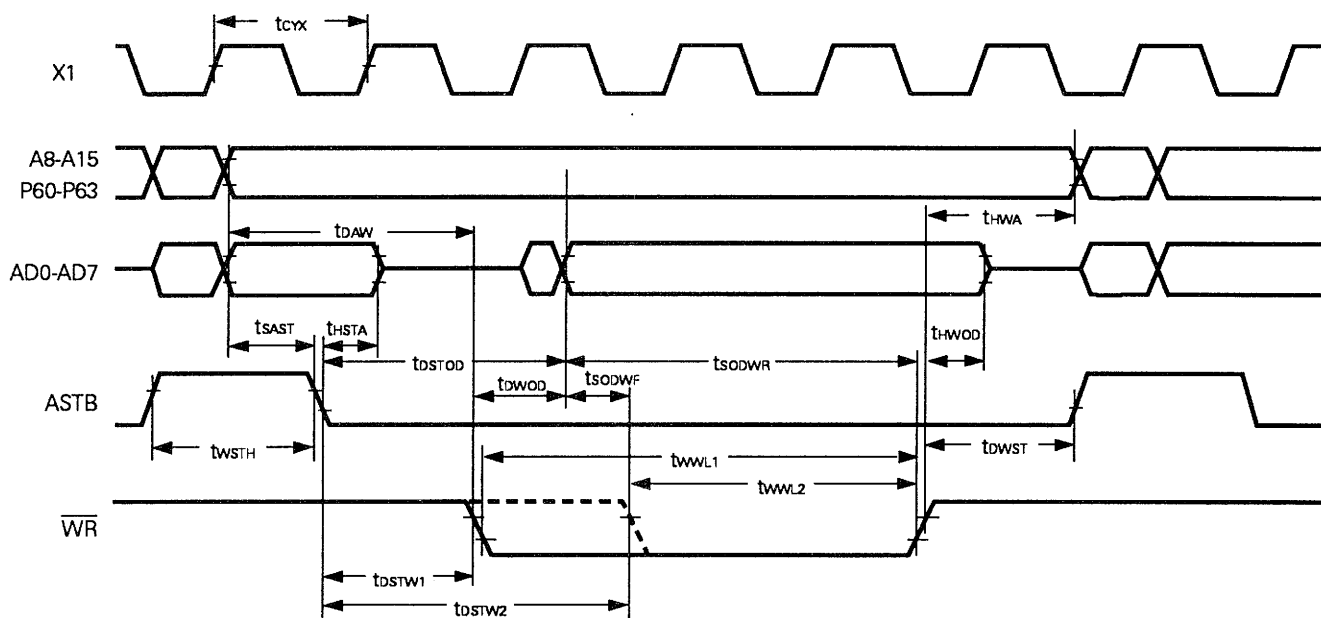 tCYX
X1
A8-A15
P60-P63
tHWA
tDAW
AD0-AD7
tSAST tHSTA tHWOD
tDSTOD tSODWR
tDWOD tSODWF
ASTB
tWSTH tDWST
tWWL1
tWWL2
WR
tDSTW1
tDSTW2